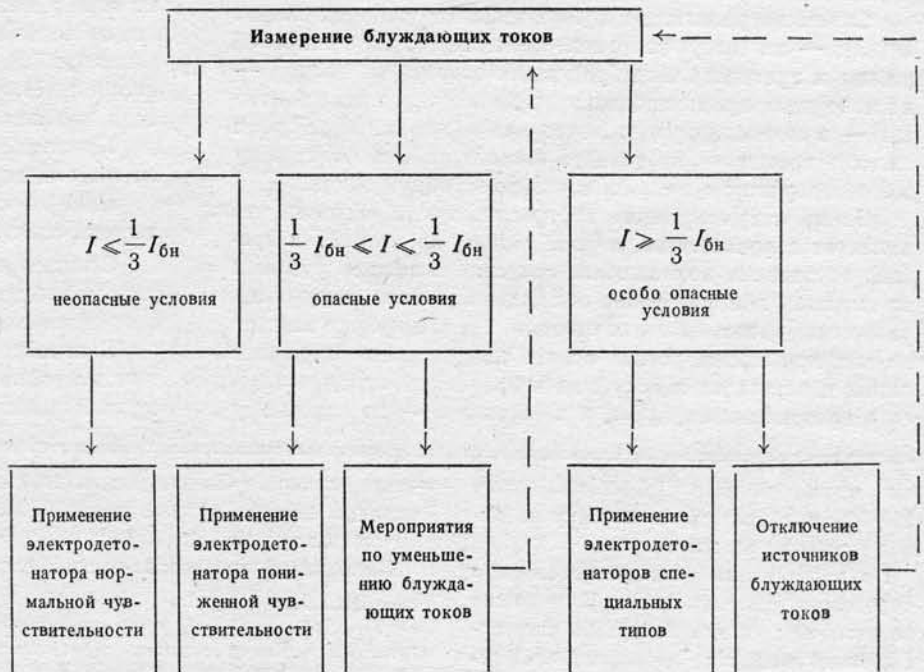 Измерение блуждающих токов
I ⩽ 1/3 Iбн
неопасные условия
1/3 Iбн < I < 1/3 Iбн
опасные условия
I ⩾ 1/3 Iбн
особо опасные
условия
Применение
электродето-
натора нор-
мальной чув-
ствительности
Применение
электродето-
натора пони-
женной чув-
ствительности
Мероприятия
по уменьше-
нию блужда-
ющих токов
Применение
электродето-
наторов спе-
циальных
типов
Отключение
источников
блуждающих
токов